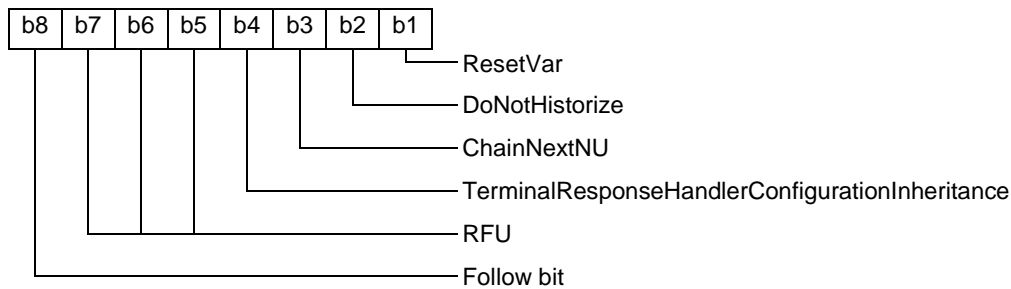 b8 b7 b6 b5 b4 b3 b2 b1
ResetVar
DoNotHistorize
ChainNextNU
TerminalResponseHandlerConfigurationInheritance
RFU
Follow bit